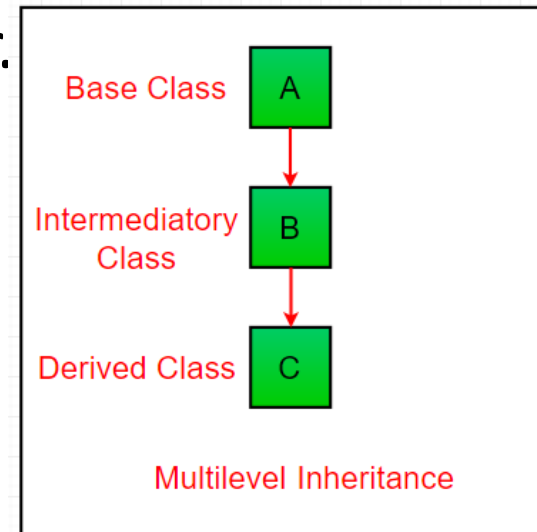 Base Class
A
Intermediatory
Class
B
Derived Class
C
Multilevel Inheritance